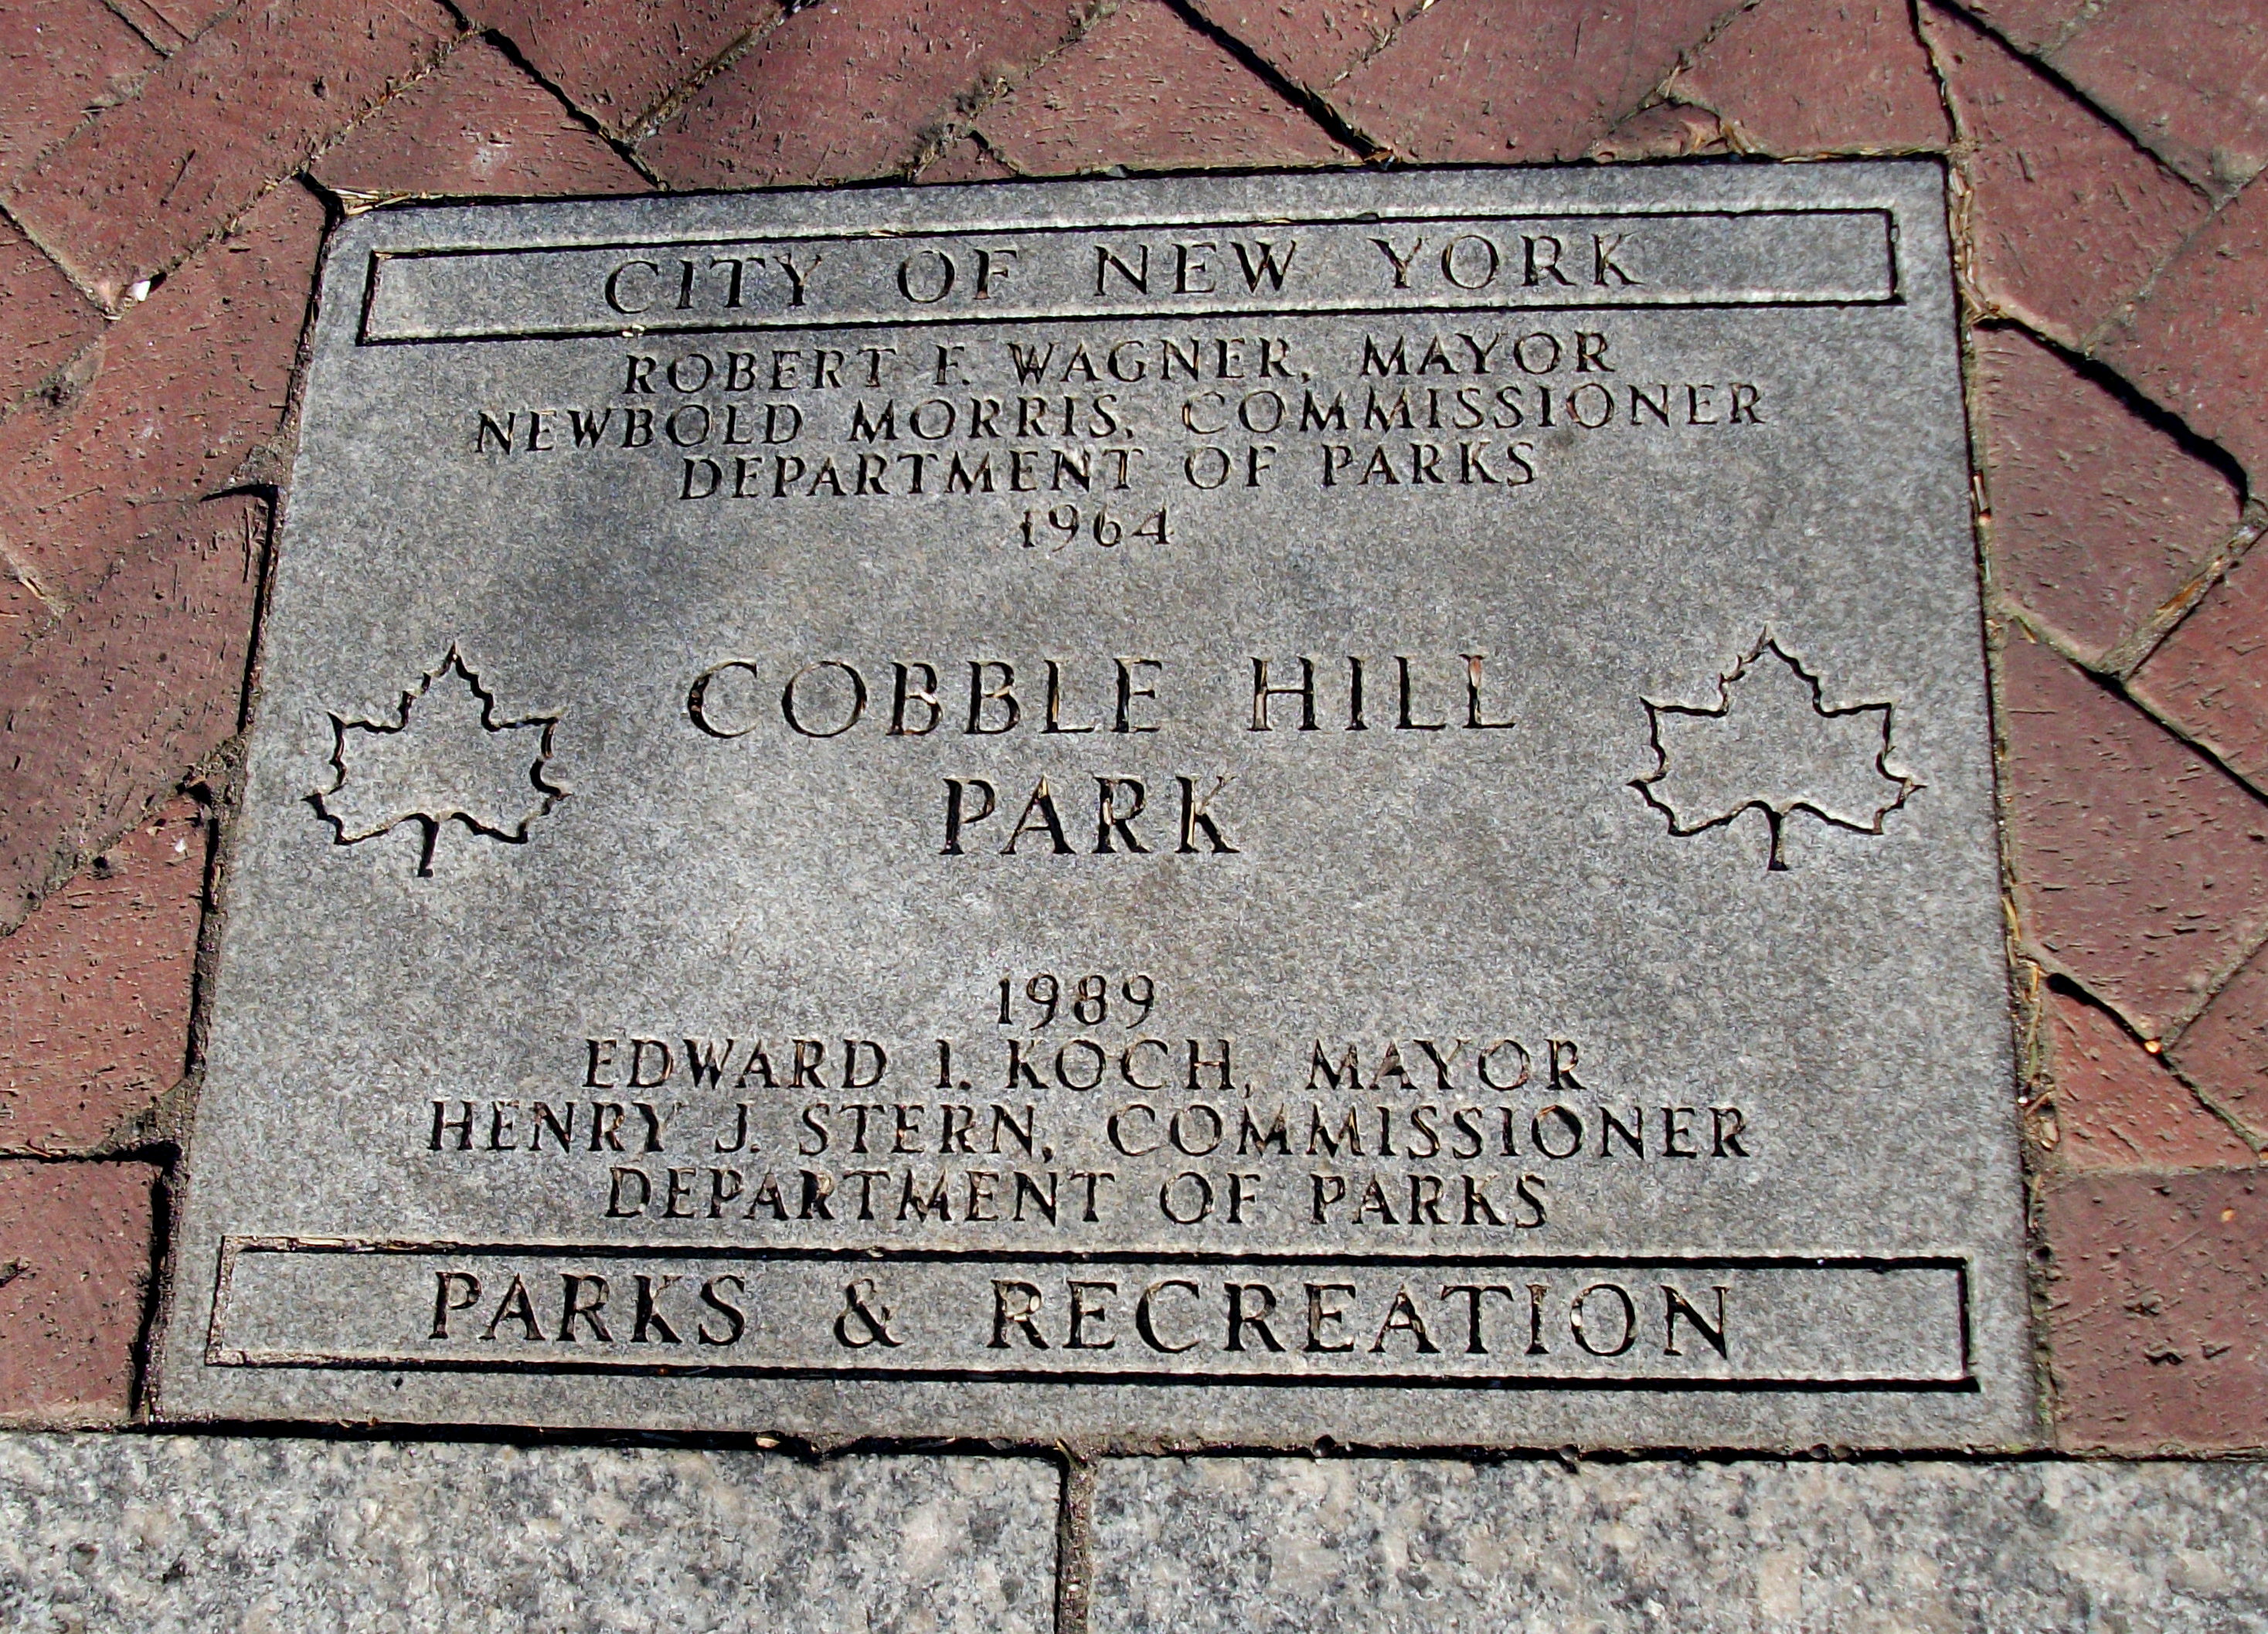 CITY OF NEW YORK
ROBERT F. WAGNER, MAYOR
NEWBOLD MORRIS, COMMISSIONER
DEPARTMENT OF PARKS
1964
COBBLE HILL
PARK
1989
EDWARD I. KOCH, MAYOR
HENRY J. STERN, COMMISSIONER
DEPARTMENT OF PARKS
PARKS & RECREATION